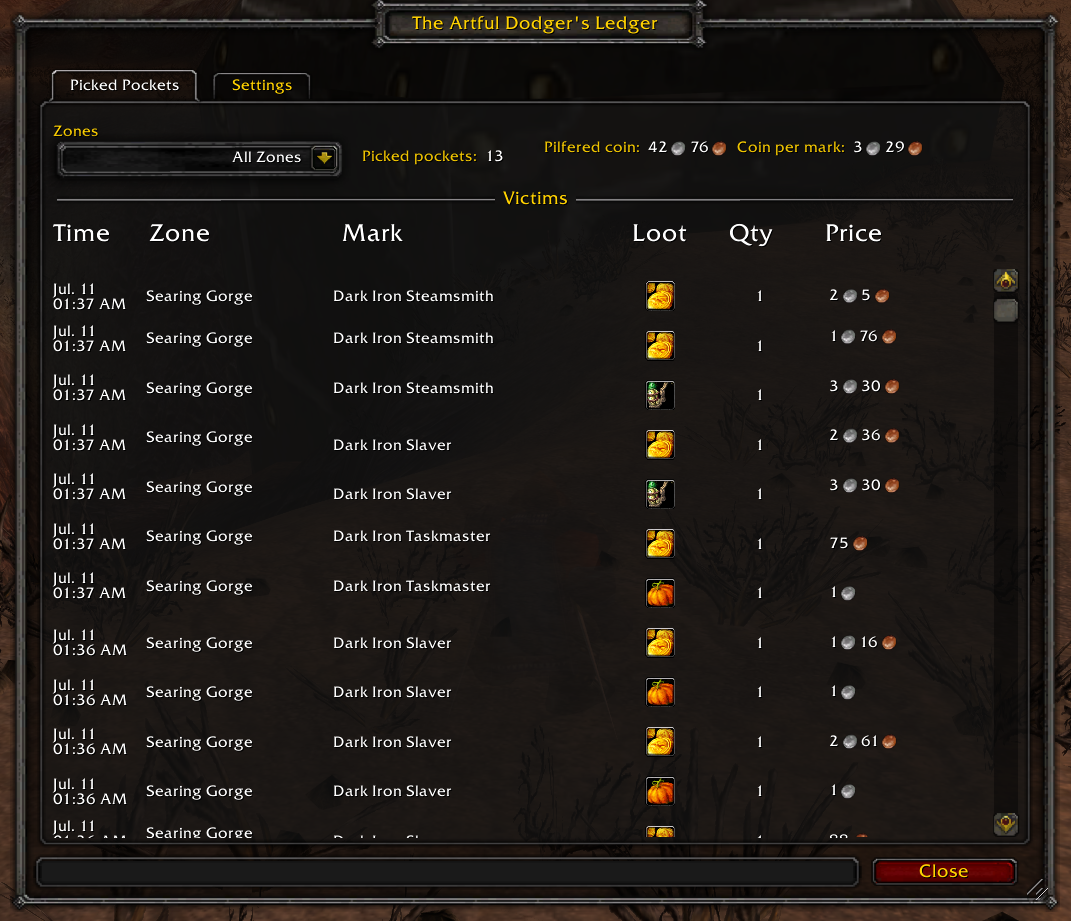 The Artful Dodger's Ledger
Picked Pockets Settings
Zones
All Zones Picked pockets: 13 Pilfered coin: 42 76 Coin per mark: 3 29
Victims
Time Zone Mark Loot Qty Price
Jul. 11
01:37 AM Searing Gorge Dark Iron Steamsmith 1 2 5
Jul. 11
01:37 AM Searing Gorge Dark Iron Steamsmith 1 1 76
Jul. 11
01:37 AM Searing Gorge Dark Iron Steamsmith 1 3 30
Jul. 11
01:37 AM Searing Gorge Dark Iron Slaver 1 2 36
Jul. 11
01:37 AM Searing Gorge Dark Iron Slaver 1 3 30
Jul. 11
01:37 AM Searing Gorge Dark Iron Taskmaster 1 75
Jul. 11
01:37 AM Searing Gorge Dark Iron Taskmaster 1 1
Jul. 11
01:36 AM Searing Gorge Dark Iron Slaver 1 1 16
Jul. 11
01:36 AM Searing Gorge Dark Iron Slaver 1 1
Jul. 11
01:36 AM Searing Gorge Dark Iron Slaver 1 2 61
Jul. 11
01:36 AM Searing Gorge Dark Iron Slaver 1 1
Jul. 11
Searing Gorge
Close